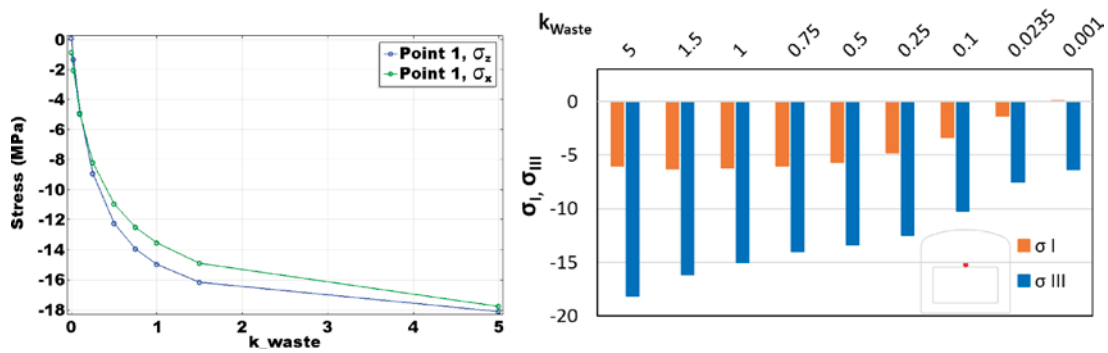 0
-2
-4
-6
-8
-10
-12
-14
-16
-18
Stress (MPa)
0 1 2 3 4 5
k_waste
Point 1, σz
Point 1, σx
kWaste
5 1.5 1 0.75 0.5 0.25 0.1 0.0235 0.001
0
-5
-10
-15
-20
σI, σIII
σ I
σ III